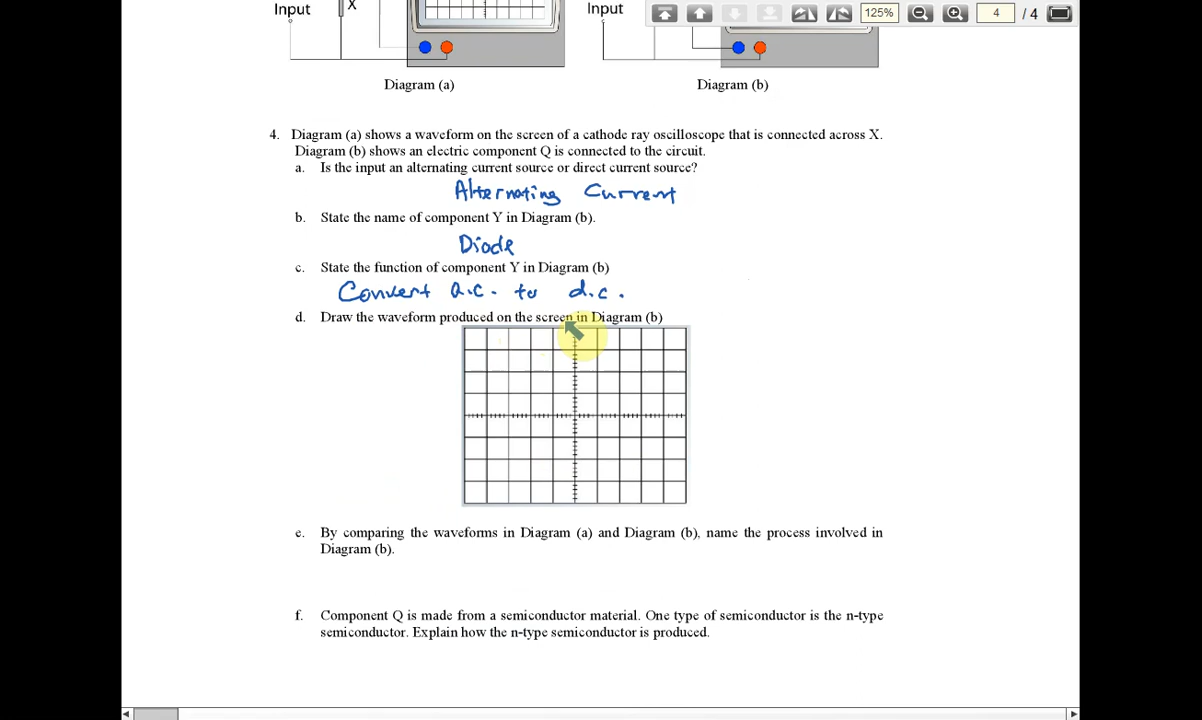 Input
X
Input
125%
4 / 4
Diagram (a)
Diagram (b)
4. Diagram (a) shows a waveform on the screen of a cathode ray oscilloscope that is connected across X.
Diagram (b) shows an electric component Q is connected to the circuit.
a. Is the input an alternating current source or direct current source?
Alternating Current
b. State the name of component Y in Diagram (b).
Diode
c. State the function of component Y in Diagram (b)
Convert a.c. to d.c.
d. Draw the waveform produced on the screen in Diagram (b)
e. By comparing the waveforms in Diagram (a) and Diagram (b), name the process involved in
Diagram (b).
f. Component Q is made from a semiconductor material. One type of semiconductor is the n-type
semiconductor. Explain how the n-type semiconductor is produced.